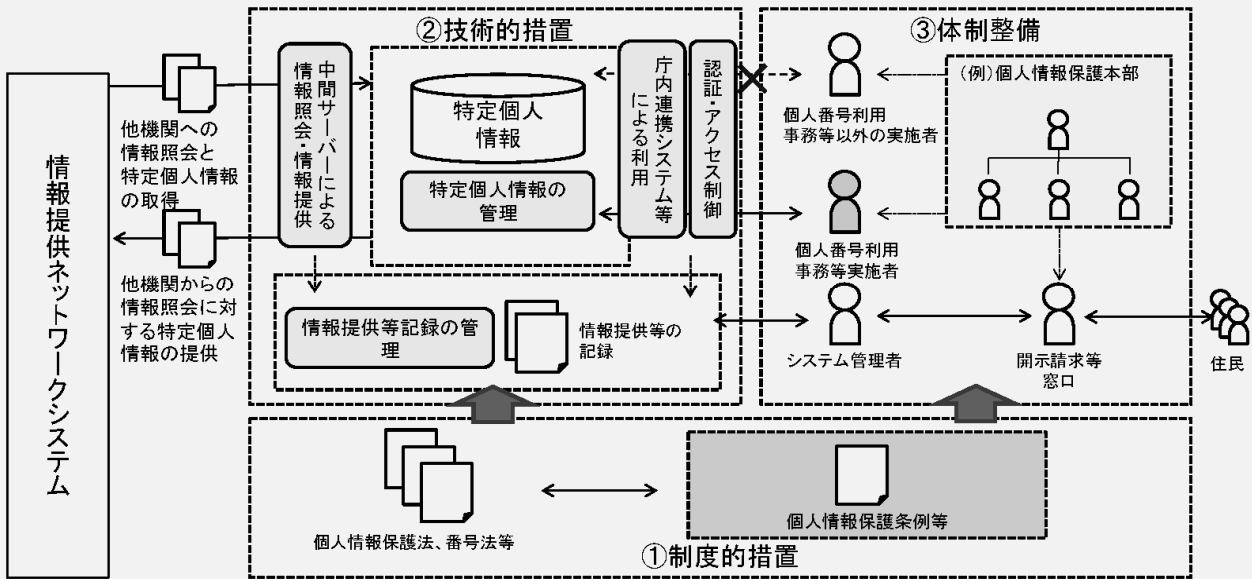 情報提供ネットワークシステム
他機関への
情報照会と
特定個人情報
の取得
他機関からの
情報照会に対
する特定個人
情報の提供
②技術的措置
中間サーバーによる
情報照会・情報提供
特定個人
情報
特定個人情報の
管理
庁内連携システム等
による利用
認証・アクセス制御
情報提供等記録の管
理
情報提供等の
記録
③体制整備
個人番号利用
事務等以外の実施者
(例)個人情報保護本部
個人番号利用
事務等実施者
システム管理者
開示請求等
窓口
住民
個人情報保護法、番号法等
個人情報保護条例等
①制度的措置